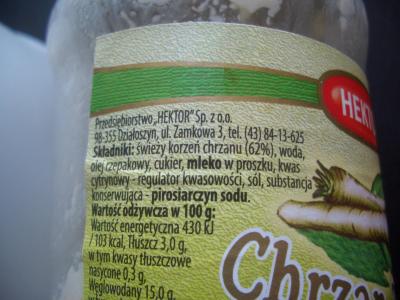 Przedsiębiorstwo „HEKTOR” Sp. z o.o.
98-355 Działoszyn, ul. Zamkowa 3, tel. (43) 84-13-625
Składniki: świeży korzeń chrzanu (62%), woda,
olej rzepakowy, cukier, mleko w proszku, kwas
cytrynowy - regulator kwasowości, sól, substancja
konserwująca - pirosiarczyn sodu.
Wartość odżywcza w 100 g:
Wartość energetyczna 430 kJ
/ 103 kcal, Tłuszcz 3,0 g,
w tym kwasy tłuszczowe
nasycone 0,3 g,
Węglowodany 15,0 g,
HEKTO
Chrzan